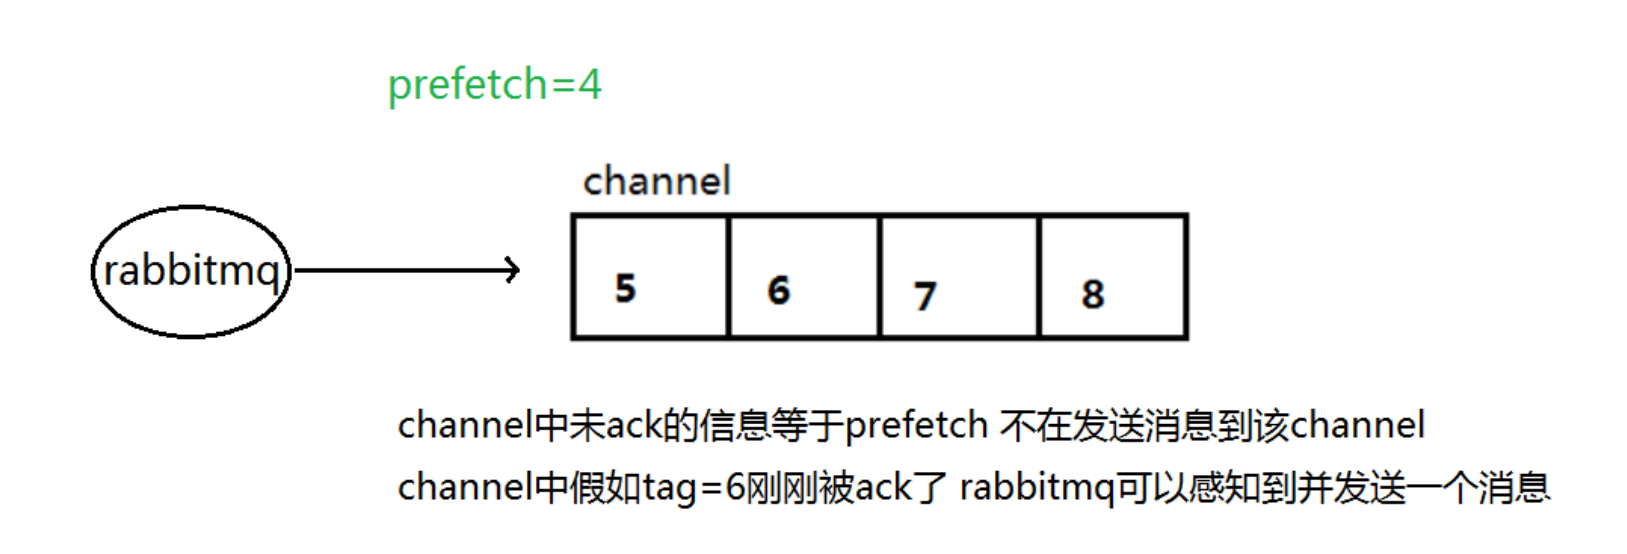 prefetch=4
channel
rabbitmq
5 6 7 8
channel中未ack的信息等于prefetch 不在发送消息到该channel
channel中假如tag=6刚刚被ack了 rabbitmq可以感知到并发送一个消息